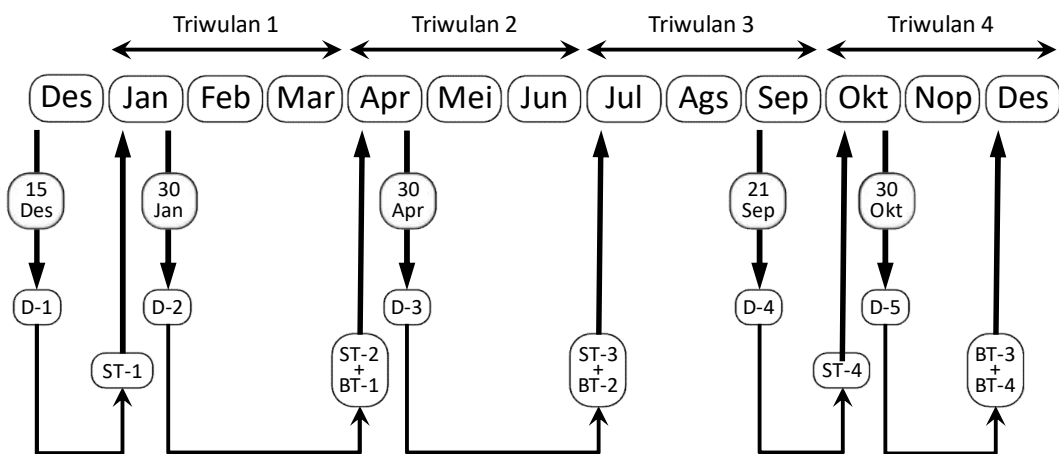 Triwulan 1 Triwulan 2 Triwulan 3 Triwulan 4
Des Jan Feb Mar Apr Mei Jun Jul Ags Sep Okt Nop Des
15 30 30 21 30
Des Jan Apr Sep Okt
D-1 D-2 D-3 D-4 D-5
ST-2 ST-3 BT-3
ST-1 + + ST-4 +
BT-1 BT-2 BT-4